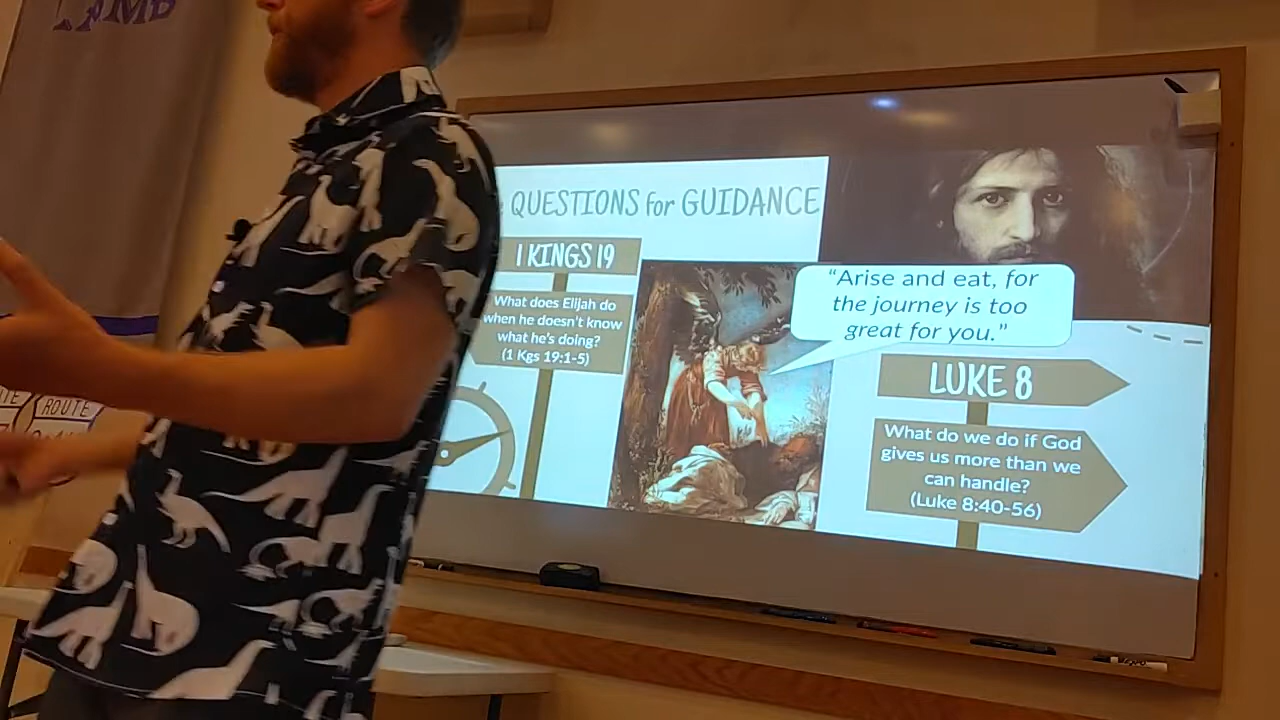 QUESTIONS for GUIDANCE
1 KINGS 19
What does Elijah do
when he doesn't know
what he's doing?
(1 Kgs 19:1-5)
"Arise and eat, for
the journey is too
great for you."
LUKE 8
What do we do if God
gives us more than we
can handle?
(Luke 8:40-56)
ROUTE